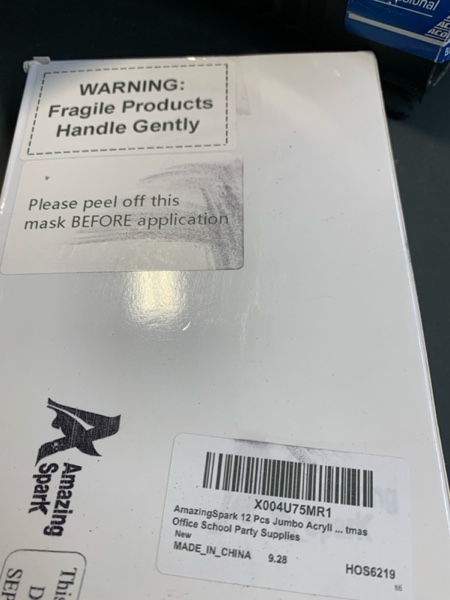 WARNING:
Fragile Products
Handle Gently
Please peel off this
mask BEFORE application
Amazing
Spark
X004U75MR1
AmazingSpark 12 Pcs Jumbo Acryli ... tmas
Office School Party Supplies
New
MADE_IN_CHINA 9.28
HOS6219
This